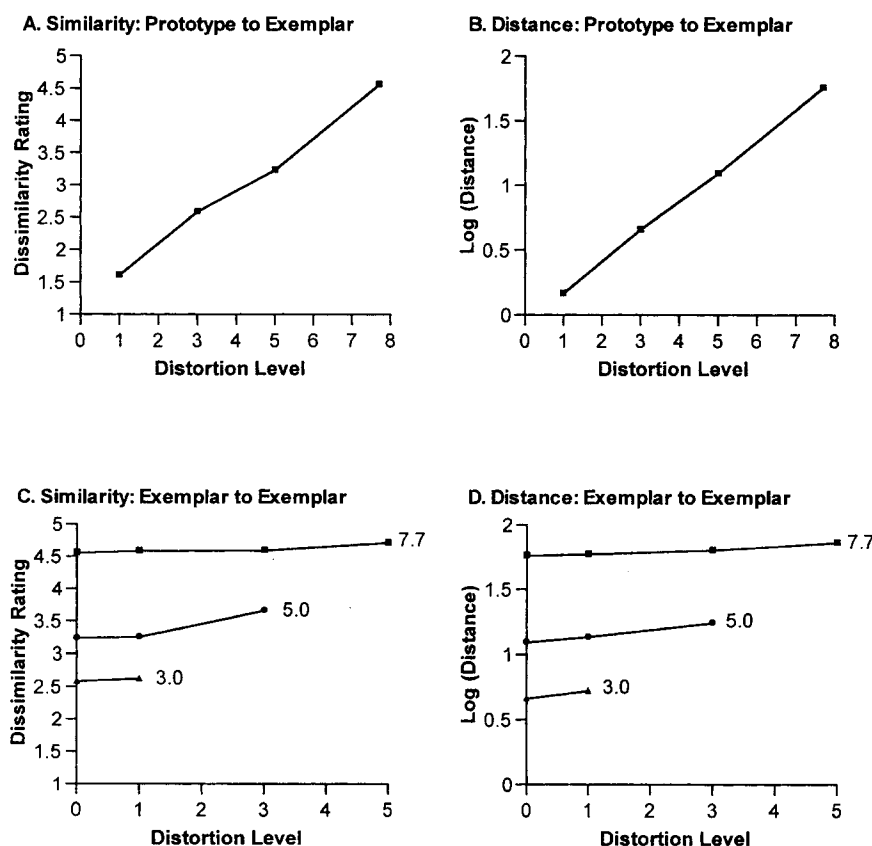 A. Similarity: Prototype to Exemplar
5
4.5
4
3.5
3
2.5
2
1.5
1
Dissimilarity Rating
0 1 2 3 4 5 6 7 8
Distortion Level
B. Distance: Prototype to Exemplar
2
1.5
1
0.5
0
Log (Distance)
0 1 2 3 4 5 6 7 8
Distortion Level
C. Similarity: Exemplar to Exemplar
5
4.5
4
3.5
3
2.5
2
1.5
1
Dissimilarity Rating
7.7
5.0
3.0
0 1 3 5
Distortion Level
D. Distance: Exemplar to Exemplar
2
1.5
1
0.5
0
Log (Distance)
7.7
5.0
3.0
0 1 3 5
Distortion Level